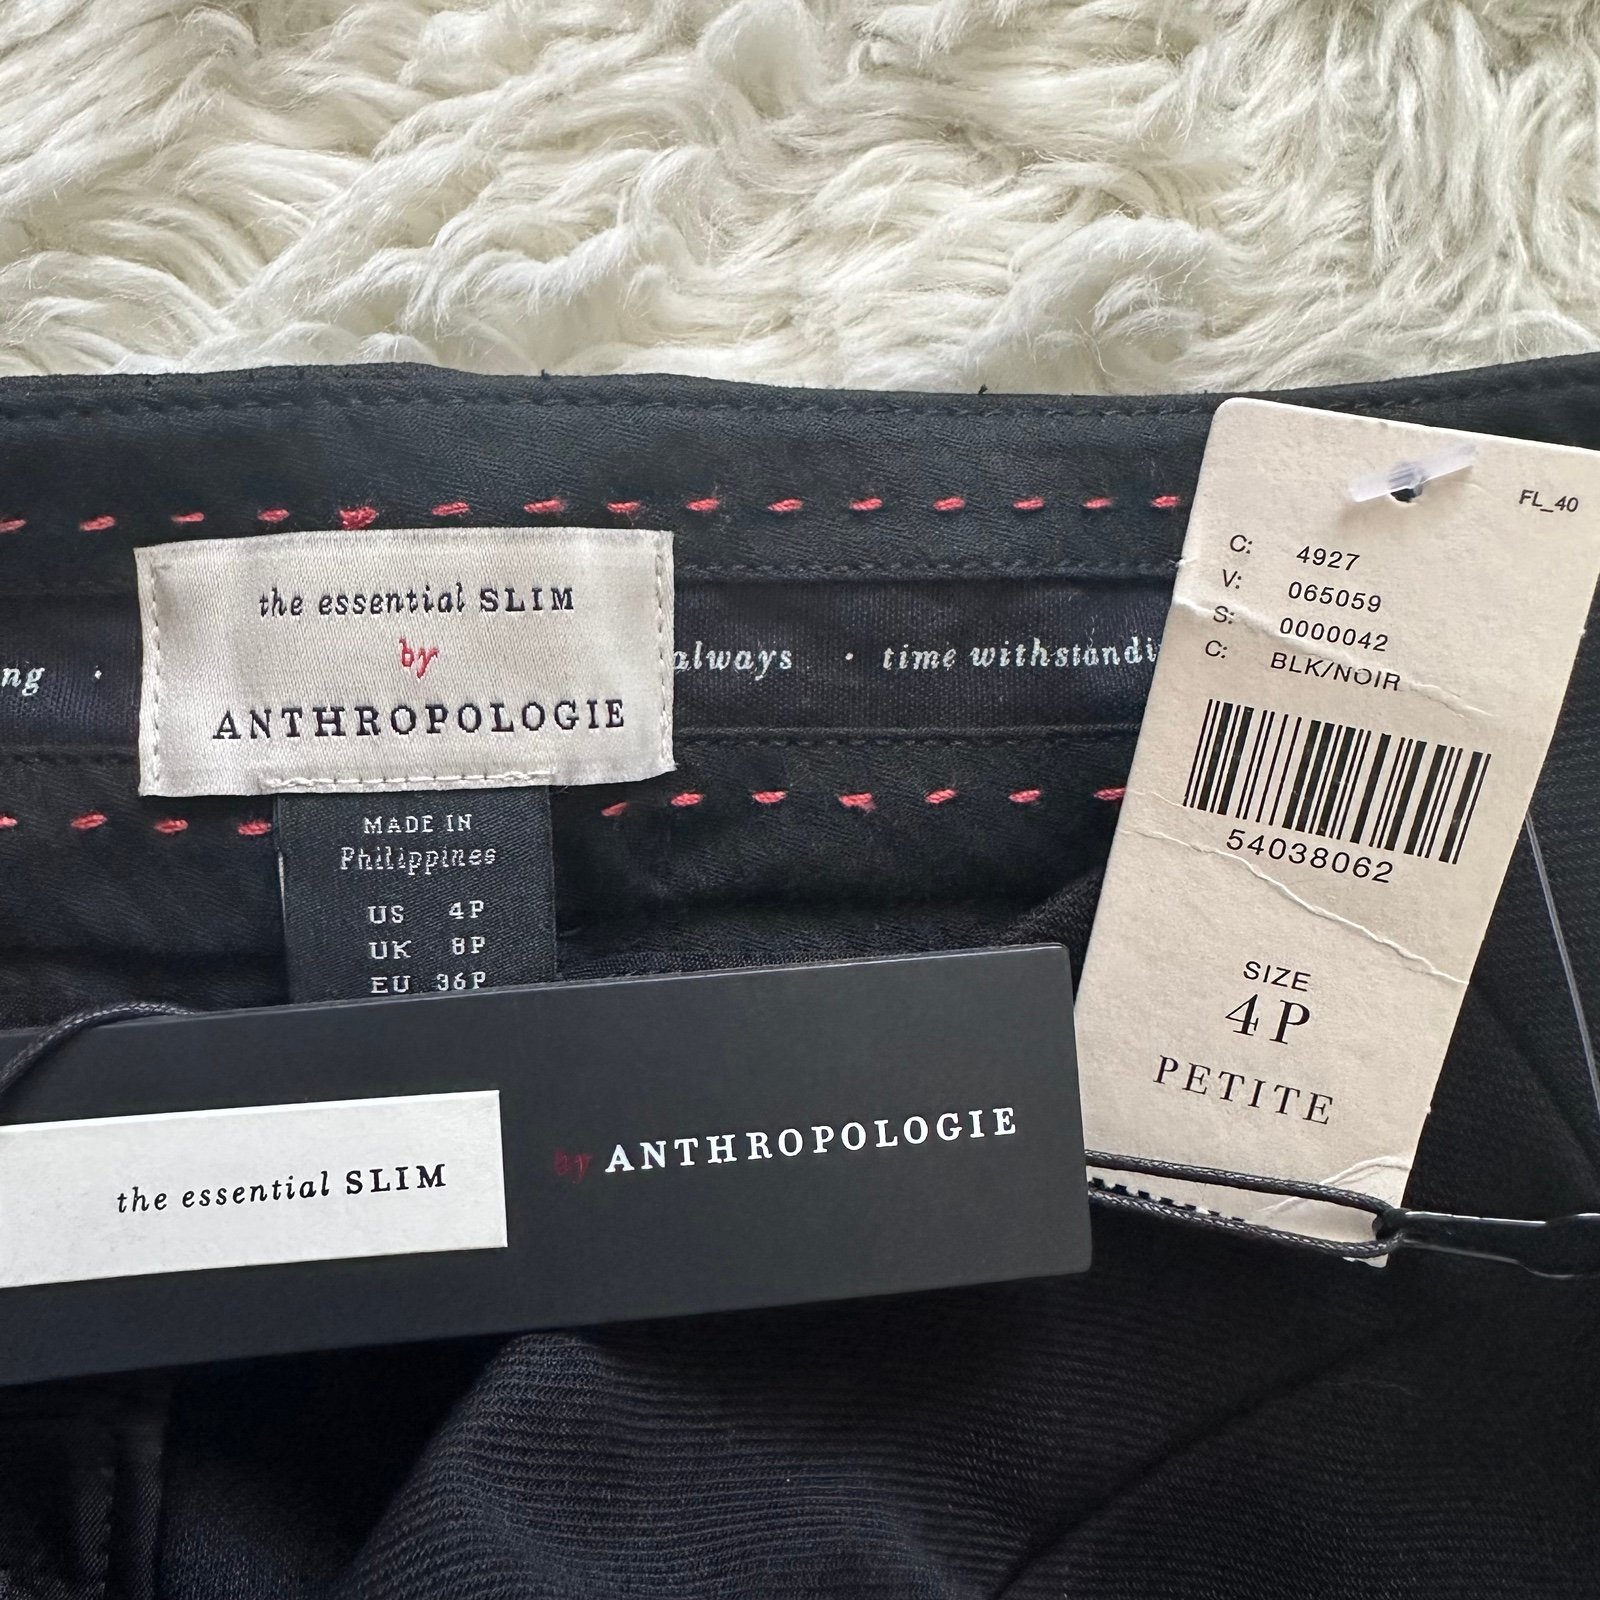 the essential SLIM
by
ANTHROPOLOGIE
ng · always · time withstandi
MADE IN
Philippines
US 4P
UK 8P
EU 36P
the essential SLIM
by ANTHROPOLOGIE
FL_40
C: 4927
V: 065059
S: 0000042
C: BLK/NOIR
54038062
SIZE
4P
PETITE